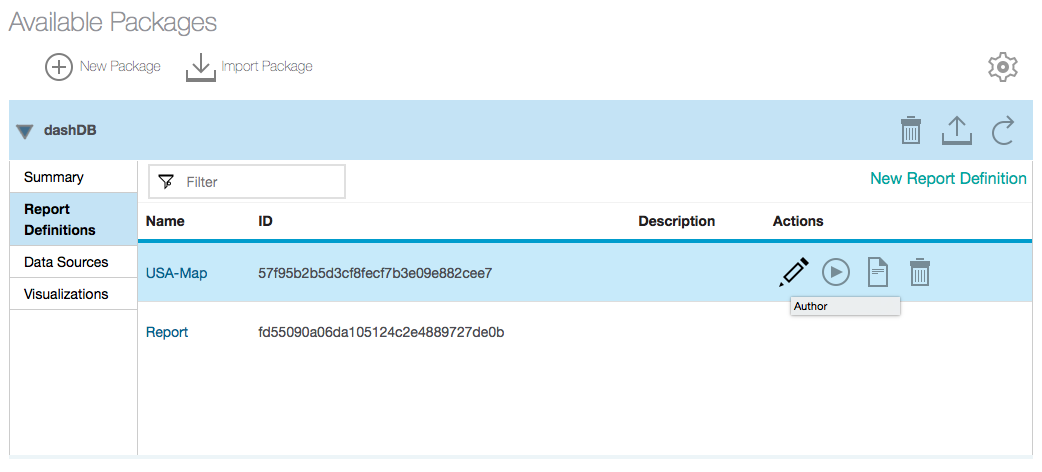 Available Packages
New Package Import Package
dashDB
Summary
Filter
New Report Definition
Report Definitions
Name ID Description Actions
Data Sources
USA-Map 57f95b2b5d3cf8fecf7b3e09e882cee7
Visualizations
Author
Report fd55090a06da105124c2e4889727de0b